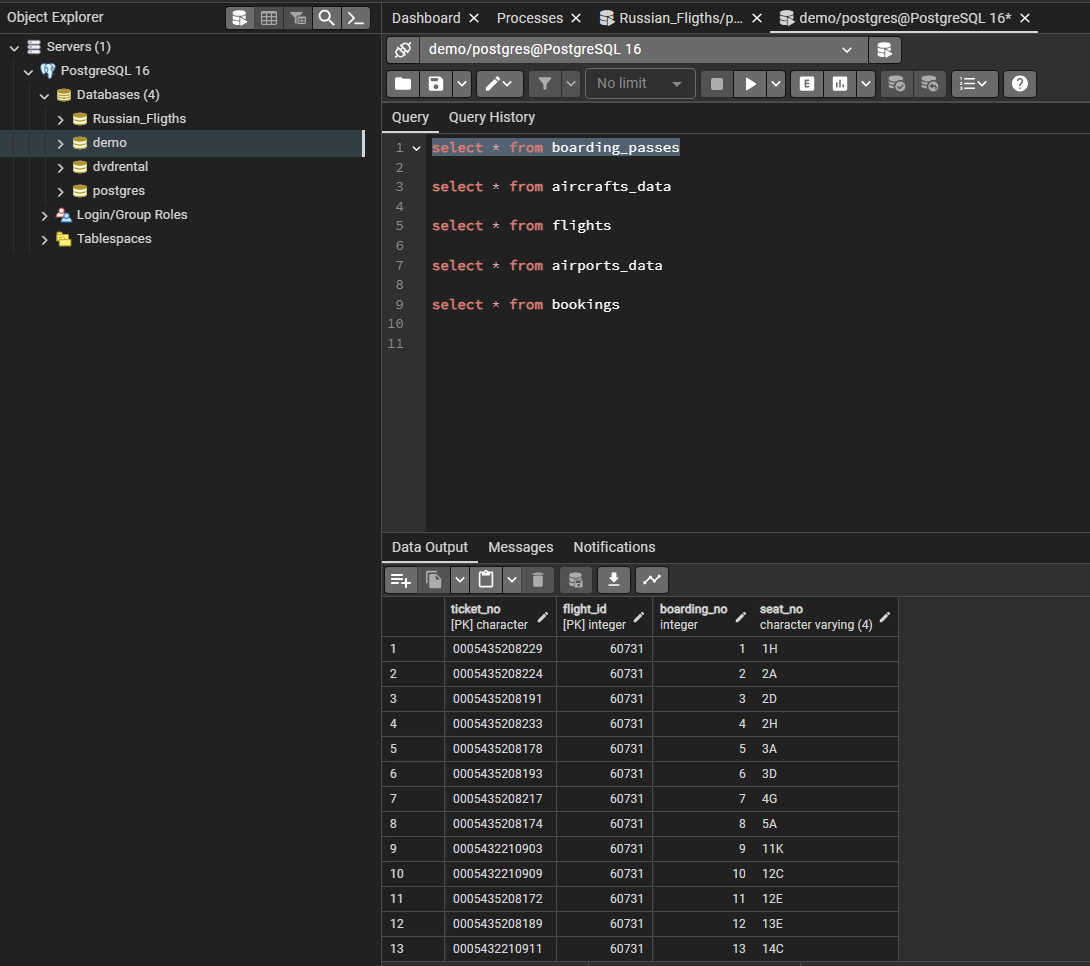 Object Explorer
Servers (1)
PostgreSQL 16
Databases (4)
Russian_Fligths
demo
dvdrental
postgres
Login/Group Roles
Tablespaces
Dashboard
Processes
Russian_Fligths/p...
demo/postgres@PostgreSQL 16*
demo/postgres@PostgreSQL 16
No limit
E
Query Query History
1 select * from boarding_passes
2
3 select * from aircrafts_data
4
5 select * from flights
6
7 select * from airports_data
8
9 select * from bookings
10
11
Data Output Messages Notifications
ticket_no flight_id boarding_no seat_no
[PK] character [PK] integer integer character varying (4)
1 0005435208229 60731 1 1H
2 0005435208224 60731 2 2A
3 0005435208191 60731 3 2D
4 0005435208233 60731 4 2H
5 0005435208178 60731 5 3A
6 0005435208193 60731 6 3D
7 0005435208217 60731 7 4G
8 0005435208174 60731 8 5A
9 0005432210903 60731 9 11K
10 0005432210909 60731 10 12C
11 0005435208172 60731 11 12E
12 0005435208189 60731 12 13E
13 0005432210911 60731 13 14C